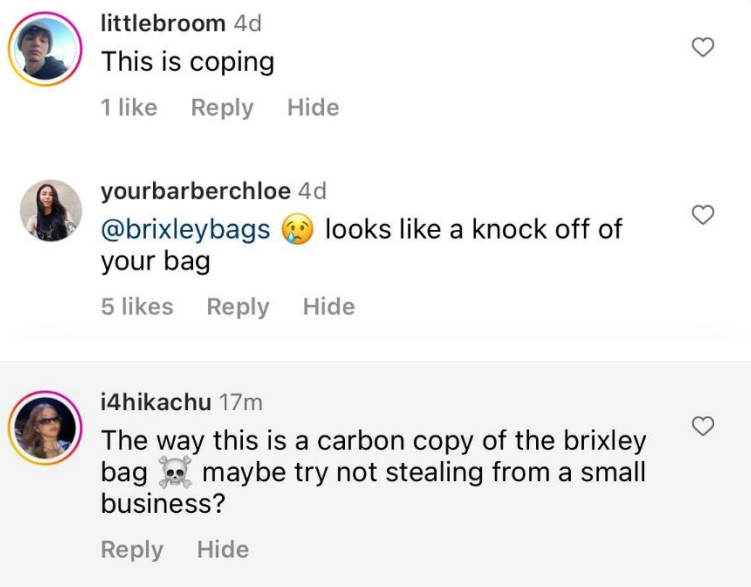 littlebroom 4d
This is coping
1 like Reply Hide
yourbarberchloe 4d
@brixleybags 😢 looks like a knock off of
your bag
5 likes Reply Hide
i4hikachu 17m
The way this is a carbon copy of the brixley
bag ☠️ maybe try not stealing from a small
business?
Reply Hide